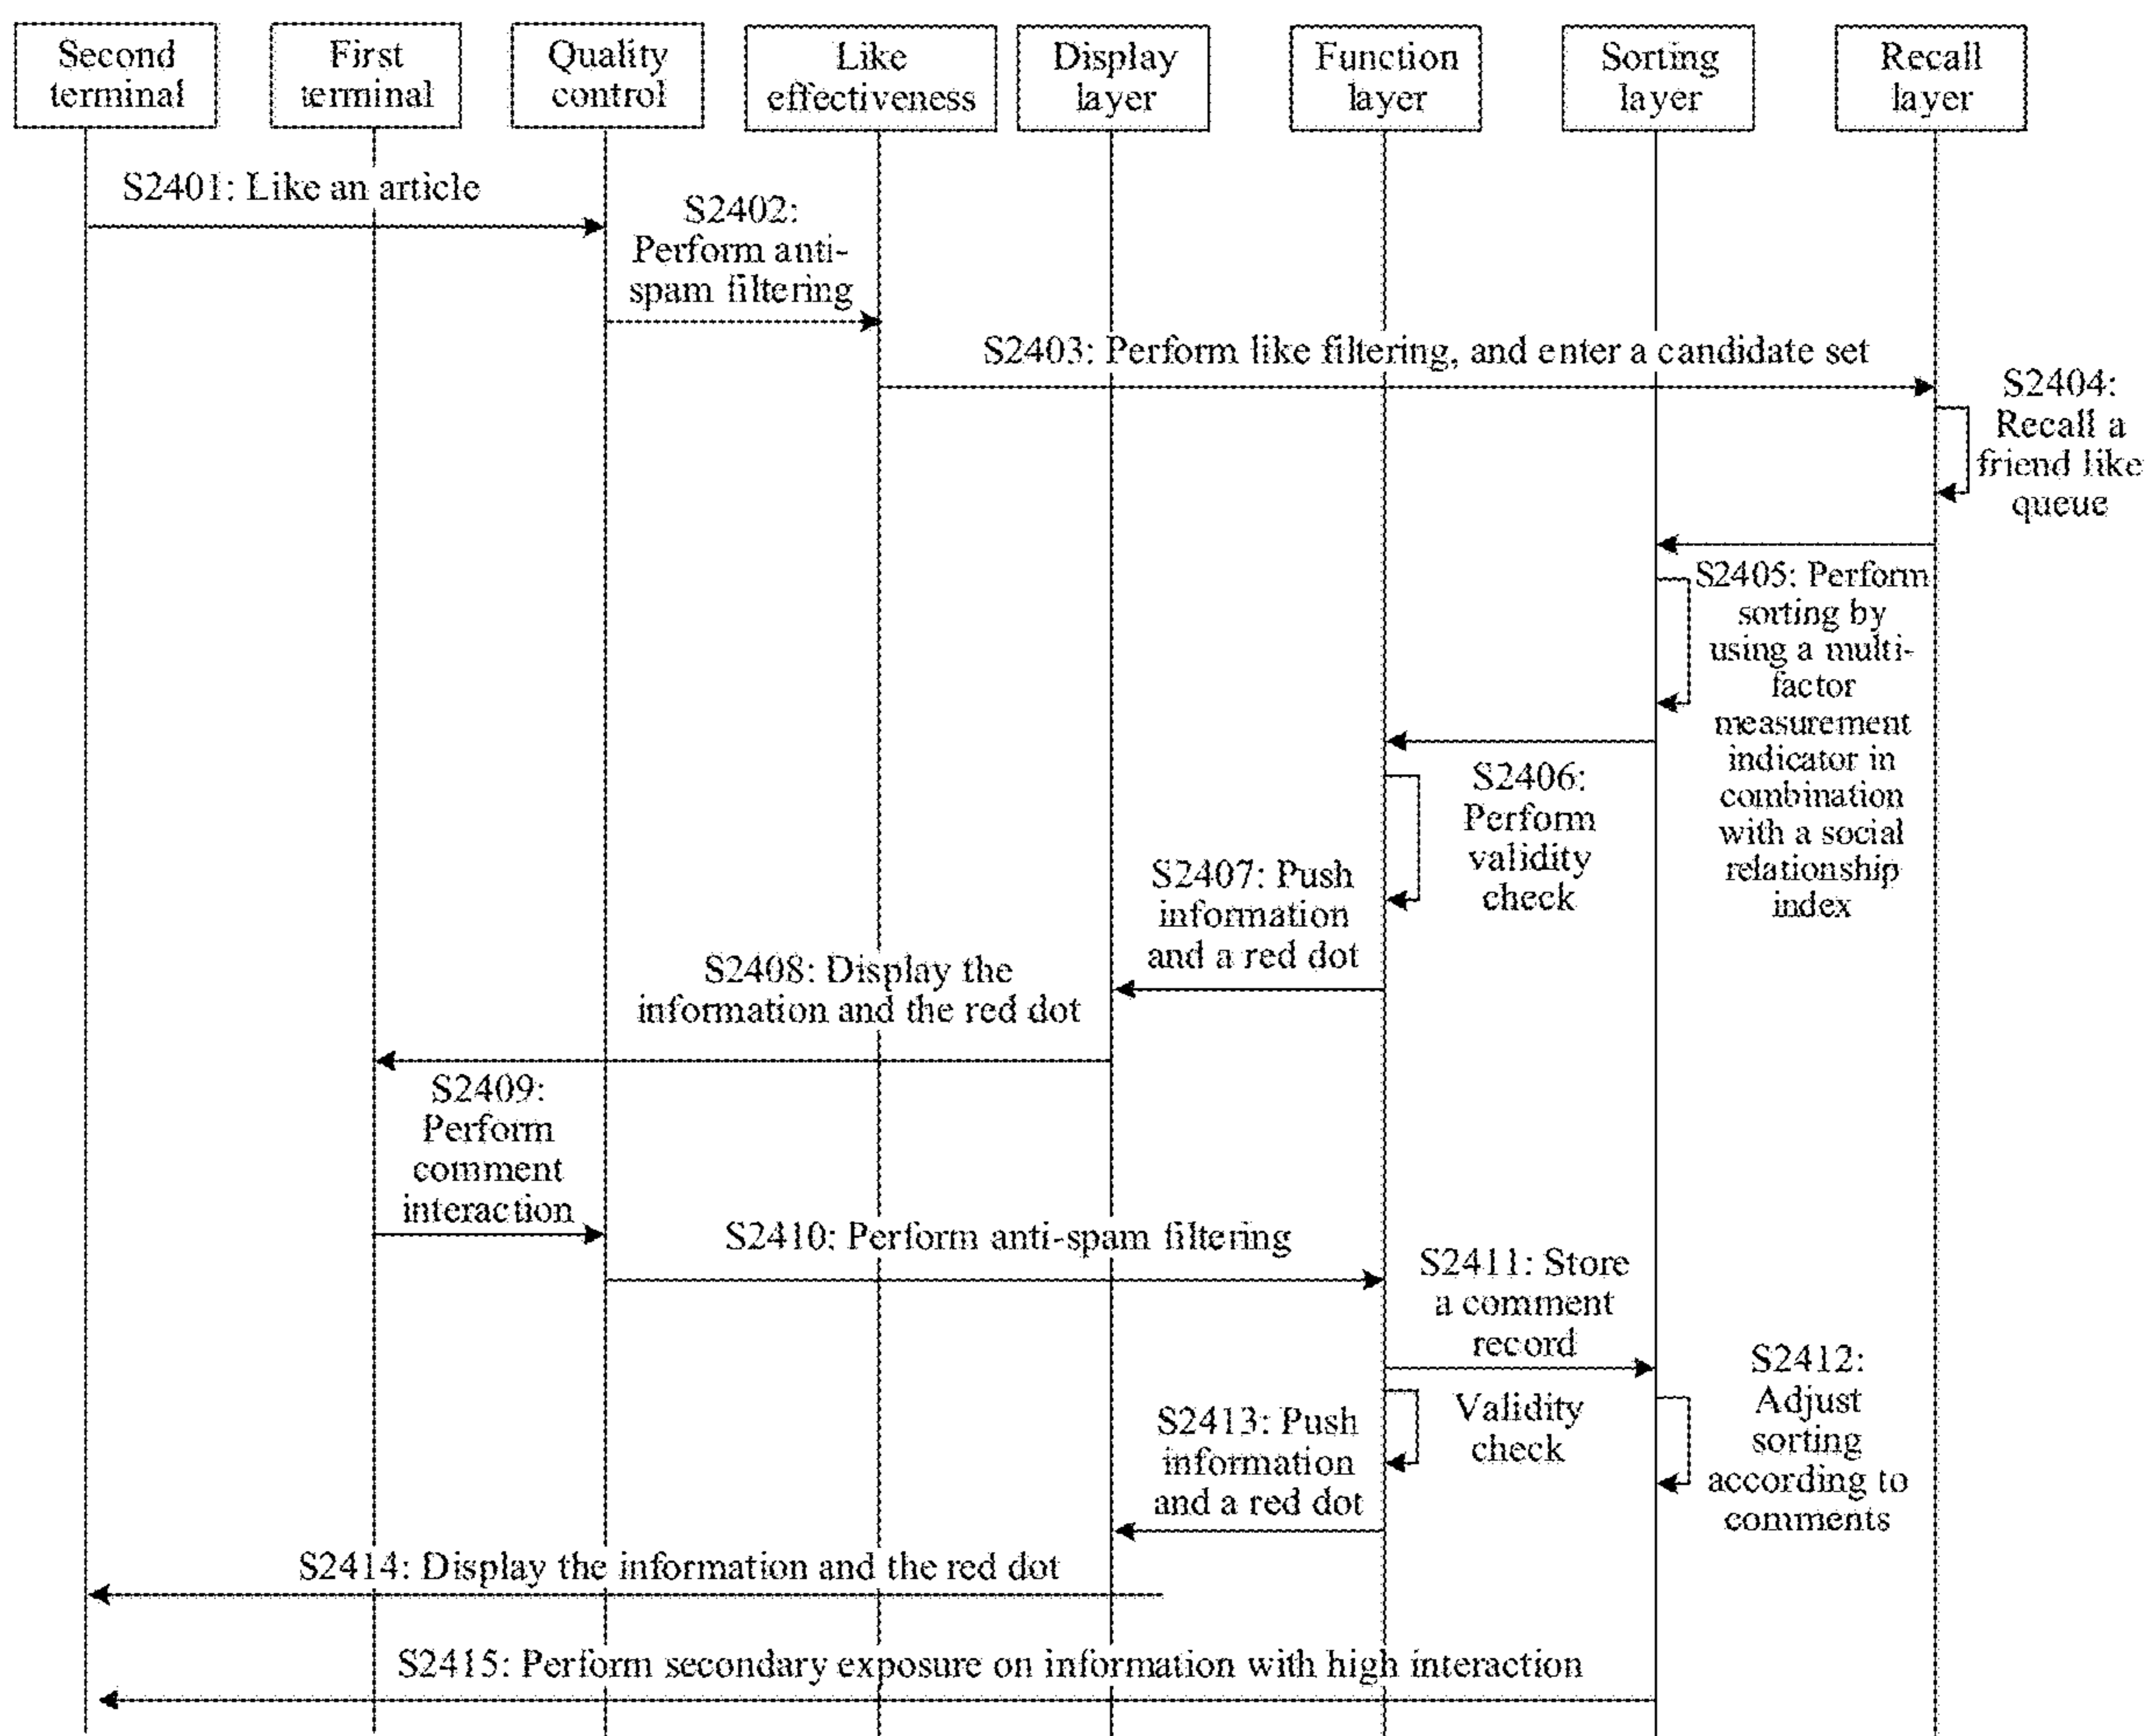 Second
terminal
First
terminal
Quality
control
Like
effectiveness
Display
layer
Function
layer
Sorting
layer
Recall
layer
S2401: Like an article
S2402:
Perform anti-
spam filtering
S2403: Perform like filtering, and enter a candidate set
S2404:
Recall a
friend like
queue
S2405: Perform
sorting by
using a multi-
factor
measurement
indicator in
combination
with a social
relationship
index
S2406:
Perform
validity
check
S2407: Push
information
and a red dot
S2408: Display the
information and the red dot
S2409:
Perform
comment
interaction
S2410: Perform anti-spam filtering
S2411: Store
a comment
record
S2412:
Adjust
sorting
according to
comments
Validity
check
S2413: Push
information
and a red dot
S2414: Display the information and the red dot
S2415: Perform secondary exposure on information with high interaction